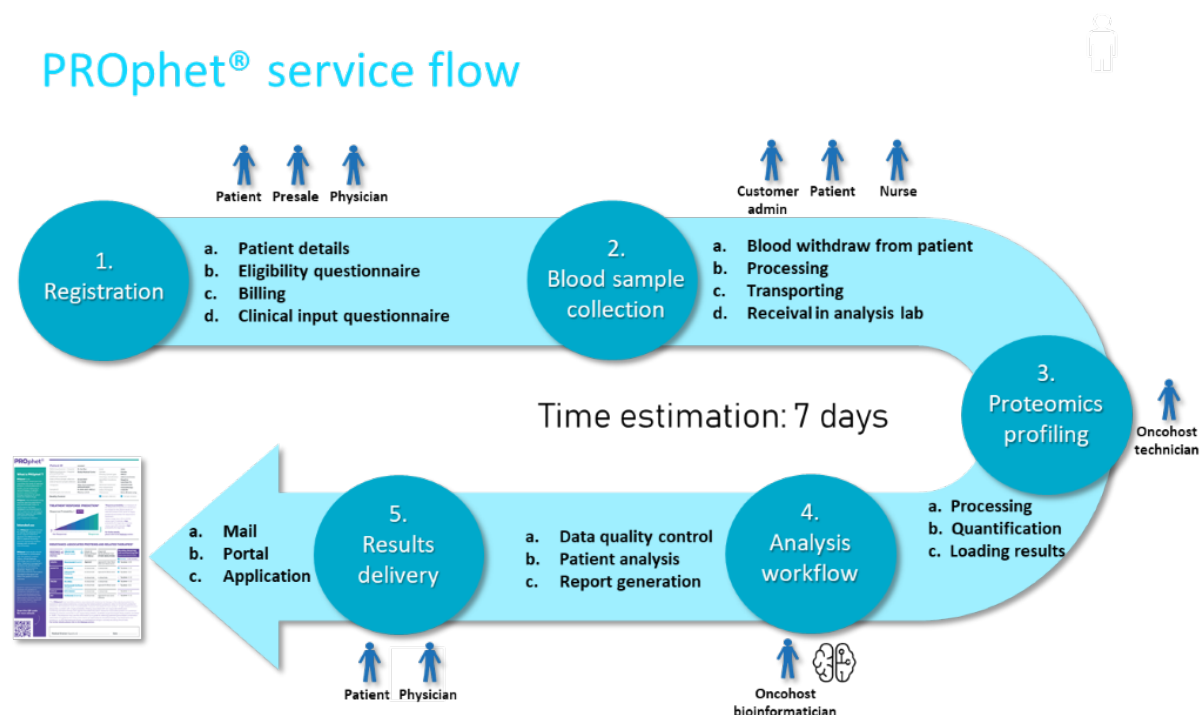 PROphet® service flow
Patient Presale Physician
Customer admin Patient Nurse
1.
Registration
a. Patient details
b. Eligibility questionnaire
c. Billing
d. Clinical input questionnaire
2.
Blood sample
collection
a. Blood withdraw from patient
b. Processing
c. Transporting
d. Receival in analysis lab
3.
Proteomics
profiling
Oncohost
technician
Time estimation: 7 days
a. Processing
b. Quantification
c. Loading results
4.
Analysis
workflow
Oncohost
bioinformatician
a. Data quality control
b. Patient analysis
c. Report generation
5.
Results
delivery
Patient Physician
a. Mail
b. Portal
c. Application
PROphet®